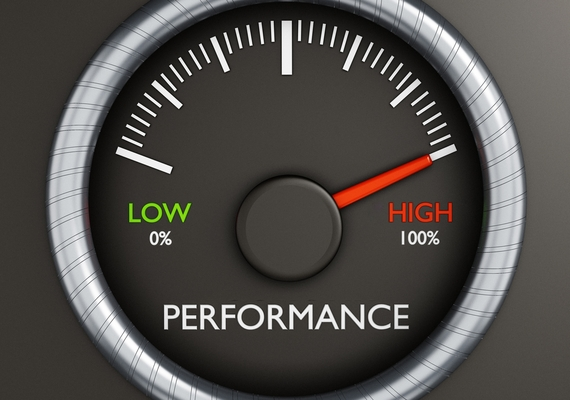 LOW
0%
HIGH
100%
PERFORMANCE